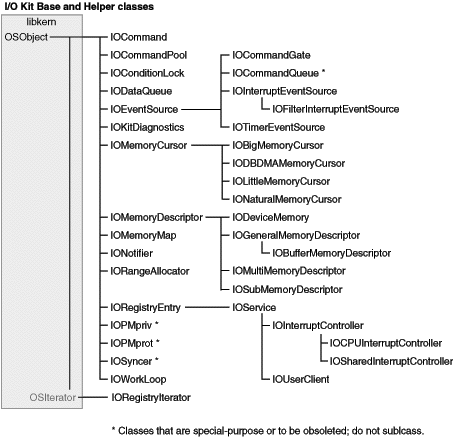 I/O Kit Base and Helper classes
libkern
OSObject
IOCommand
IOCommandPool
IOCommandGate
IOConditionLock
IOCommandQueue *
IODataQueue
IOInterruptEventSource
IOEventSource
IOFilterInterruptEventSource
IOKitDiagnostics
IOTimerEventSource
IOMemoryCursor
IOBigMemoryCursor
IODBDMAMemoryCursor
IOLittleMemoryCursor
IONaturalMemoryCursor
IOMemoryDescriptor
IODeviceMemory
IOMemoryMap
IOGeneralMemoryDescriptor
IONotifier
IOBufferMemoryDescriptor
IORangeAllocator
IOMultiMemoryDescriptor
IOSubMemoryDescriptor
IORegistryEntry
IOService
IOPMpriv *
IOInterruptController
IOPMprot *
IOCPUInterruptController
IOSyncer *
IOSharedInterruptController
IOWorkLoop
IOUserClient
OSIterator
IORegistryIterator
* Classes that are special-purpose or to be obsoleted; do not sublcass.